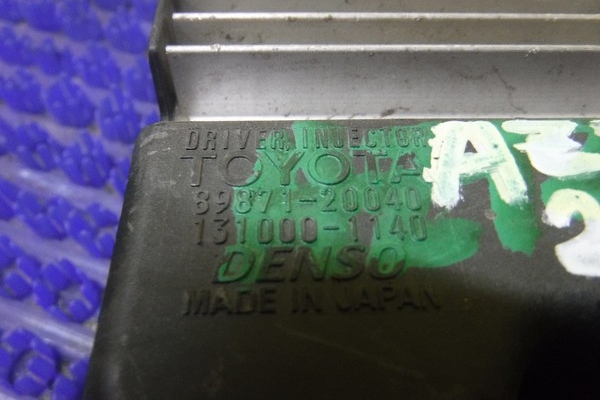 DRIVER, INJECTOR
TOYOTA
89871-20040
131000-1140
DENSO
MADE IN JAPAN